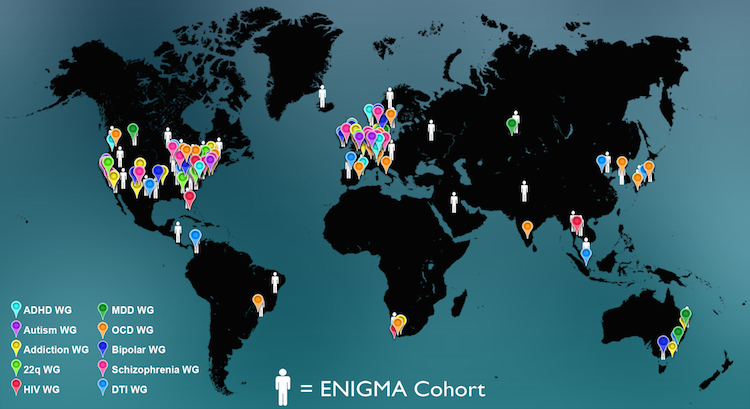 ADHD WG
MDD WG
Autism WG
OCD WG
Addiction WG
Bipolar WG
22q WG
Schizophrenia WG
HIV WG
DTI WG
= ENIGMA Cohort